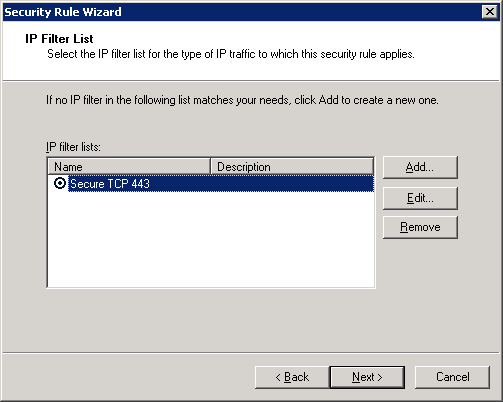 Security Rule Wizard
IP Filter List
Select the IP filter list for the type of IP traffic to which this security rule applies.
If no IP filter in the following list matches your needs, click Add to create a new one.
IP filter lists:
Name Description
Secure TCP 443
Add...
Edit...
Remove
< Back Next > Cancel